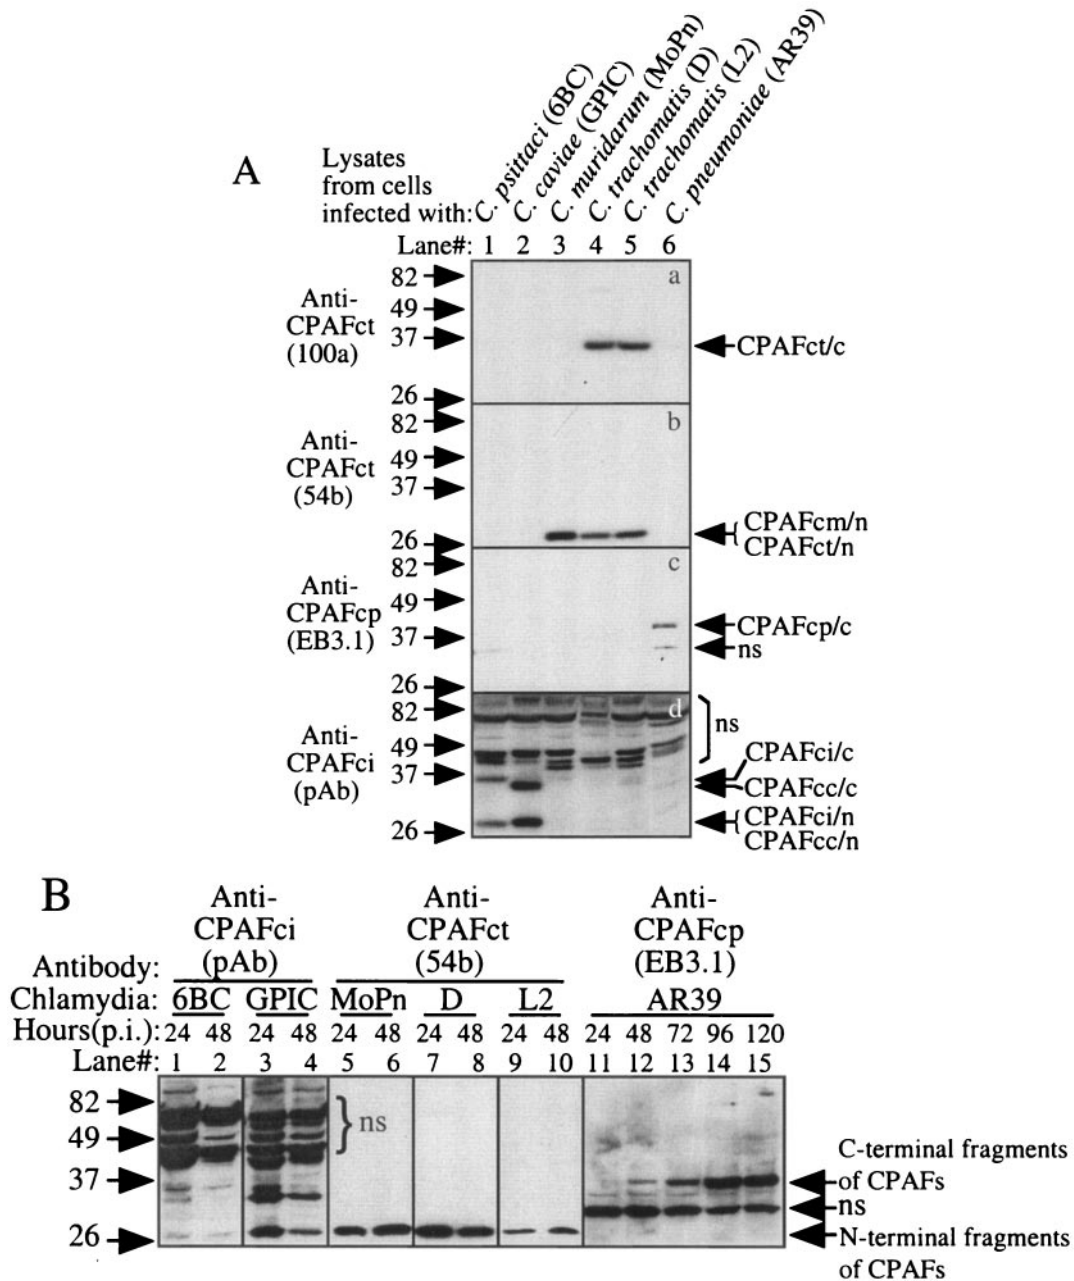 A
Lysates
from cells
infected with:
C. psittaci (6BC)
C. caviae (GPIC)
C. muridarum (MoPn)
C. trachomatis (D)
C. trachomatis (L2)
C. pneumoniae (AR39)
Lane#: 1 2 3 4 5 6
Anti-
CPAFct
(100a)
82
49
37
26
a
CPAFct/c
Anti-
CPAFct
(54b)
82
49
37
26
b
CPAFcm/n
CPAFct/n
Anti-
CPAFcp
(EB3.1)
82
49
37
26
c
CPAFcp/c
ns
Anti-
CPAFci
(pAb)
82
49
37
26
d
ns
CPAFci/c
CPAFcc/c
CPAFci/n
CPAFcc/n
B
Anti-
CPAFci
(pAb)
Anti-
CPAFct
(54b)
Anti-
CPAFcp
(EB3.1)
Antibody:
Chlamydia: 6BC GPIC MoPn D L2 AR39
Hours(p.i.): 24 48 24 48 24 48 24 48 24 48 24 48 72 96 120
Lane#: 1 2 3 4 5 6 7 8 9 10 11 12 13 14 15
82
49
37
26
ns
C-terminal fragments
of CPAFs
ns
N-terminal fragments
of CPAFs